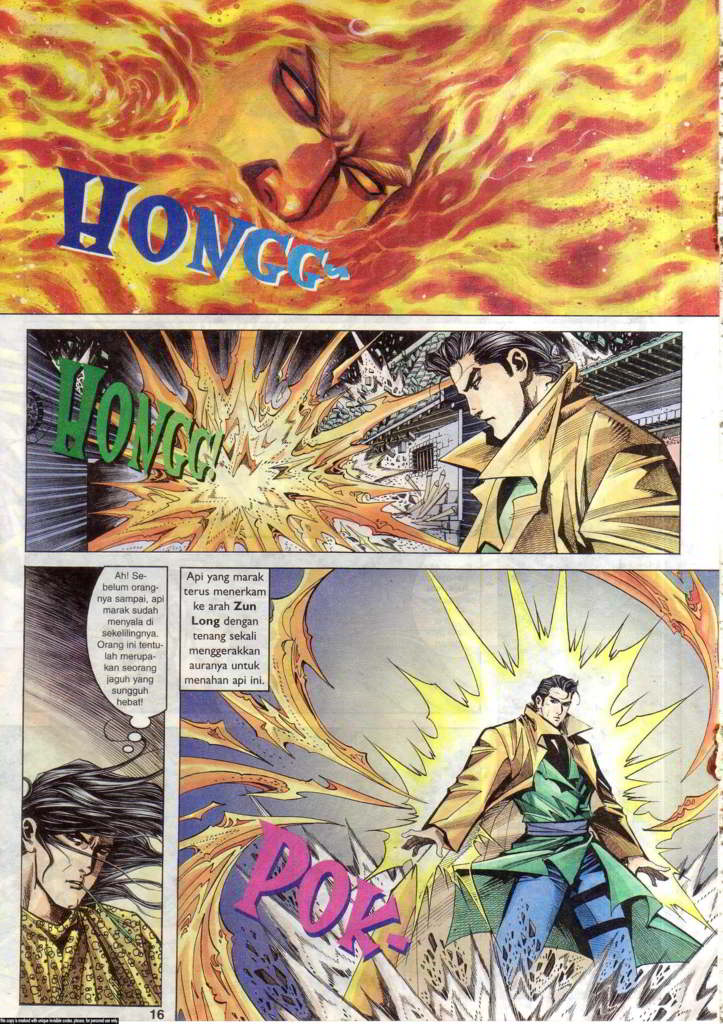 HONGG~
HONGG!
Ah! Se-
belum orang-
nya sampai, api
marak sudah
menyala di
sekelilingnya.
Orang ini tentu-
lah merupa-
kan seorang
jaguh yang
sungguh
hebat!
Api yang marak
terus menerkam
ke arah Zun
Long dengan
tenang sekali
menggerakkan
auranya untuk
menahan api ini.
POK~
16